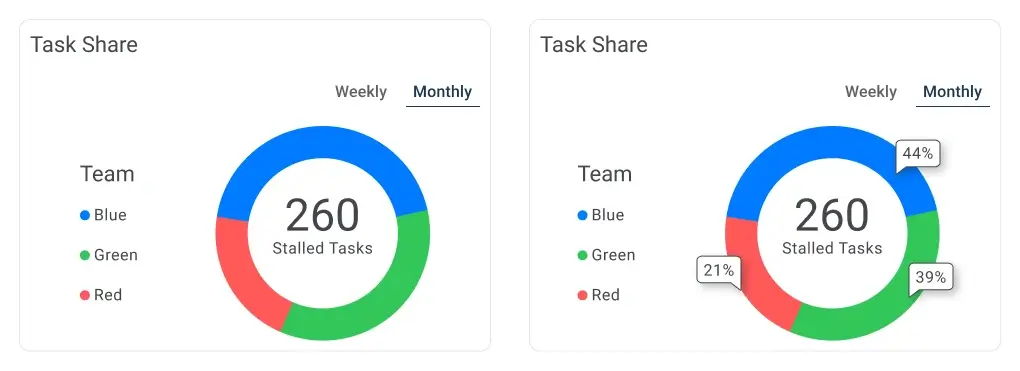 Task Share
Weekly Monthly
Team
Blue
Green
Red
260
Stalled Tasks
Task Share
Weekly Monthly
Team
Blue
Green
Red
260
Stalled Tasks
44%
21%
39%